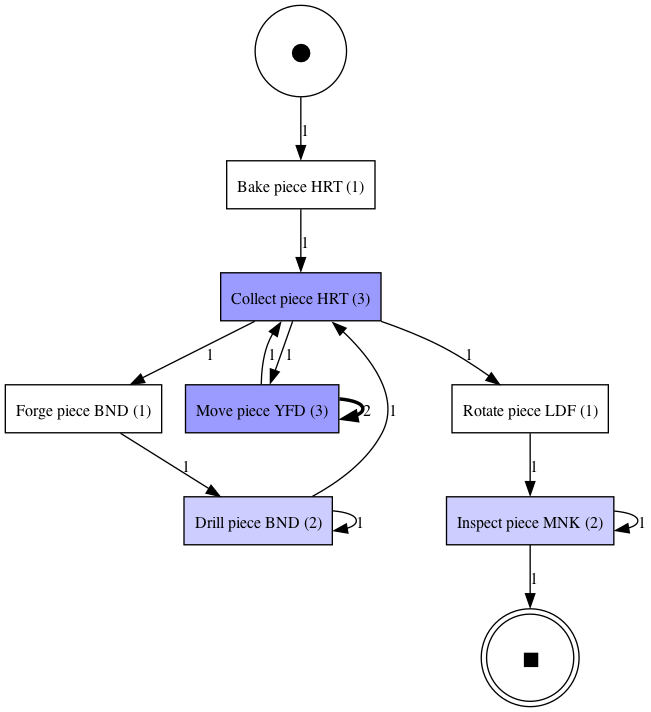 1
Bake piece HRT (1)
1
Collect piece HRT (3)
1
1
1
1
Forge piece BND (1)
Move piece YFD (3)
2
1
Rotate piece LDF (1)
1
1
Drill piece BND (2)
1
Inspect piece MNK (2)
1
1